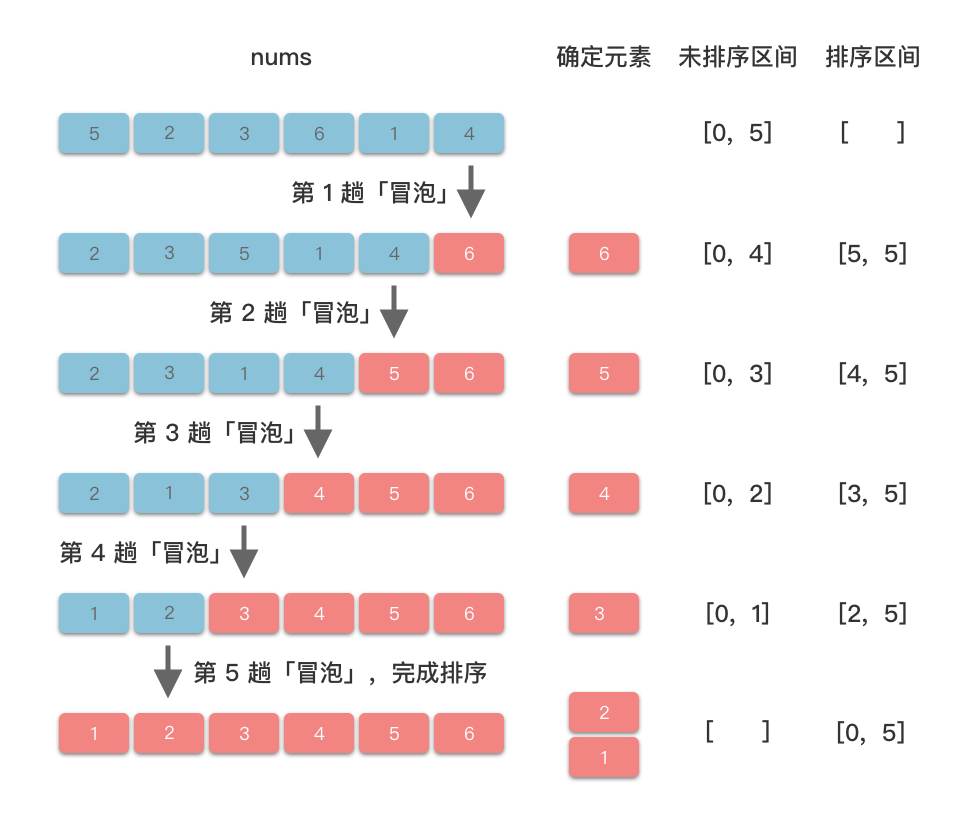 nums 确定元素 未排序区间 排序区间
5 2 3 6 1 4 [0, 5] [ ]
第 1 趟「冒泡」
2 3 5 1 4 6 6 [0, 4] [5, 5]
第 2 趟「冒泡」
2 3 1 4 5 6 5 [0, 3] [4, 5]
第 3 趟「冒泡」
2 1 3 4 5 6 4 [0, 2] [3, 5]
第 4 趟「冒泡」
1 2 3 4 5 6 3 [0, 1] [2, 5]
第 5 趟「冒泡」，完成排序
1 2 3 4 5 6 2 [ ] [0, 5]
1